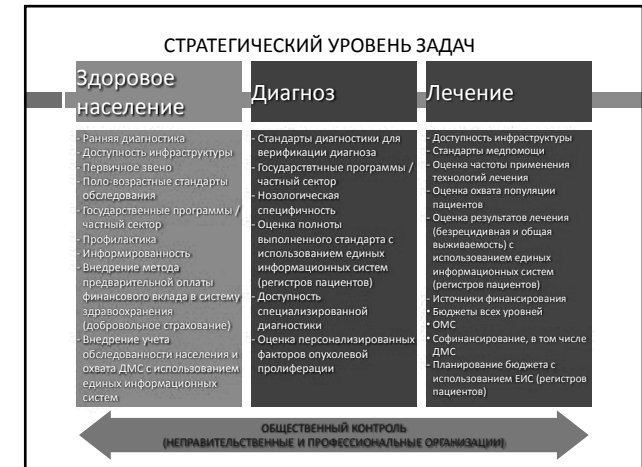 СТРАТЕГИЧЕСКИЙ УРОВЕНЬ ЗАДАЧ
Здоровое
население
- Ранняя диагностика
- Доступность инфраструктуры
- Первичное звено
- Поло-возрастные стандарты
обследования
- Государственные программы /
частный сектор
- Профилактика
- Информированность
- Внедрение метода
предварительной оплаты
финансового вклада в систему
здравоохранения
(добровольное страхование)
- Внедрение учета
обследованности населения и
охвата ДМС с использованием
единых информационных
систем
Диагноз
- Стандарты диагностики для
верификации диагноза
- Государствтные программы /
частный сектор
- Нозологическая
специфичность
- Оценка полноты
выполненного стандарта с
использованием единых
информационных систем
(регистров пациентов)
- Доступность
специализированной
диагностики
- Оценка персонализированных
факторов опухолевой
пролиферации
Лечение
- Доступность инфраструктуры
- Стандарты медпомощи
- Оценка частоты применения
технологий лечения
- Оценка охвата популяции
пациентов
- Оценка результатов лечения
(безрецидивная и общая
выживаемость) с
использованием единых
информационных систем
(регистров пациентов)
- Источники финансирования
• Бюджеты всех уровней
• ОМС
• Софинансирование, в том числе
ДМС
- Планирование бюджета с
использованием ЕИС (регистров
пациентов)
ОБЩЕСТВЕННЫЙ КОНТРОЛЬ
(НЕПРАВИТЕЛЬСТВЕННЫЕ И ПРОФЕССИОНАЛЬНЫЕ ОРГАНИЗАЦИИ)